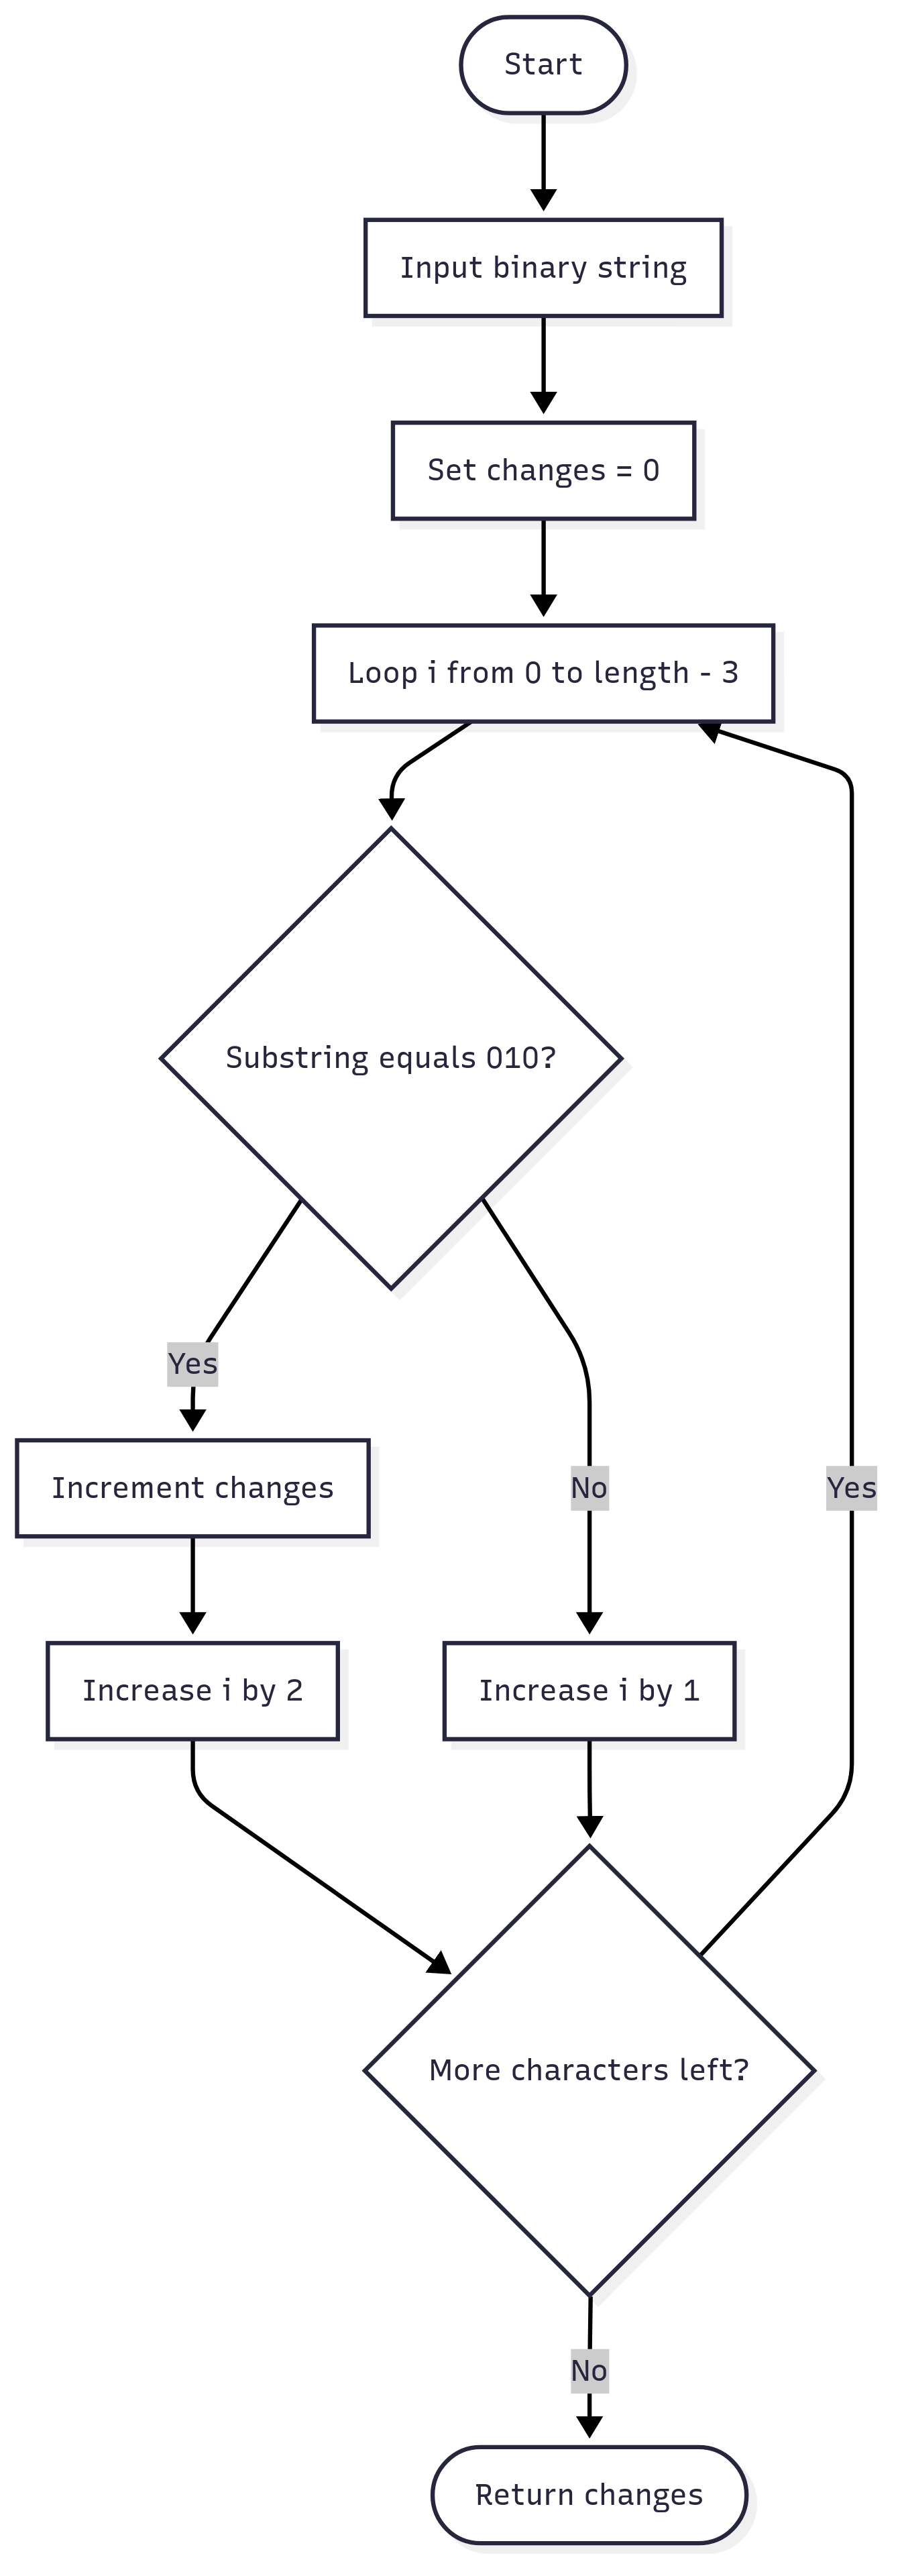 Start
Input binary string
Set changes = 0
Loop i from 0 to length - 3
Substring equals 010?
Yes
Increment changes
No
Yes
Increase i by 2
Increase i by 1
More characters left?
No
Return changes